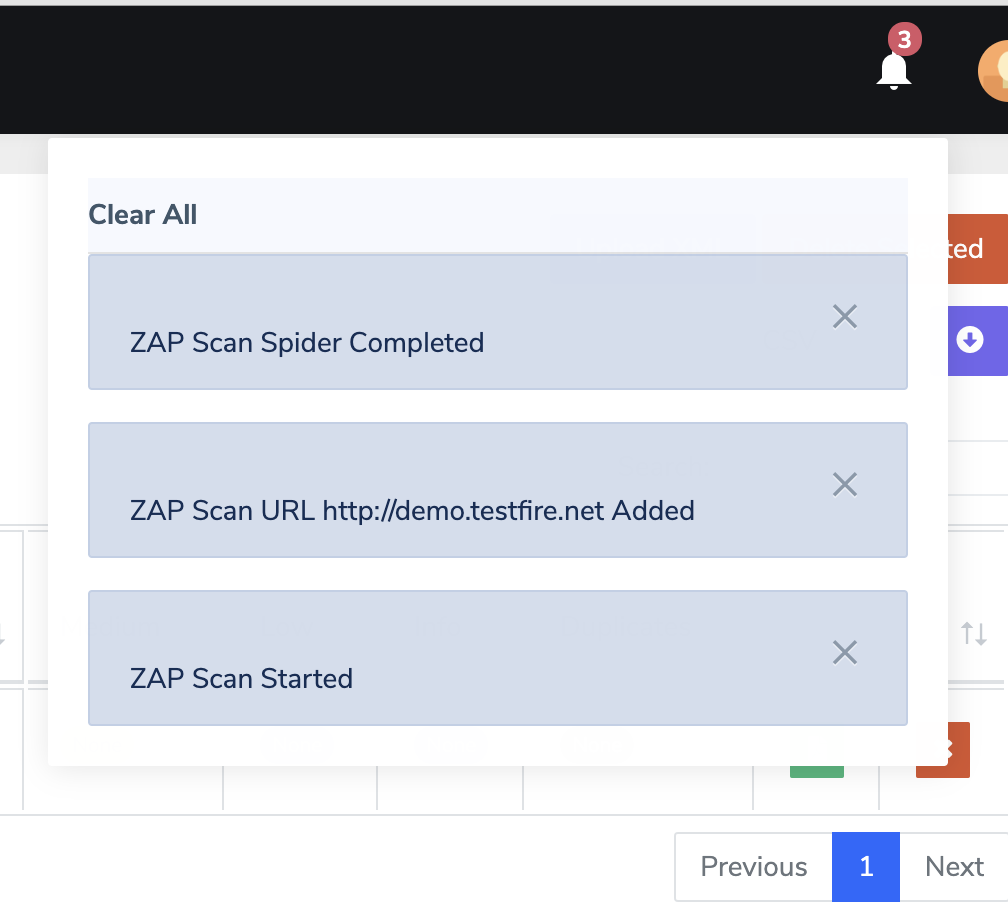 3
Clear All
ted
ZAP Scan Spider Completed
ZAP Scan URL http://demo.testfire.net Added
ZAP Scan Started
Previous 1 Next